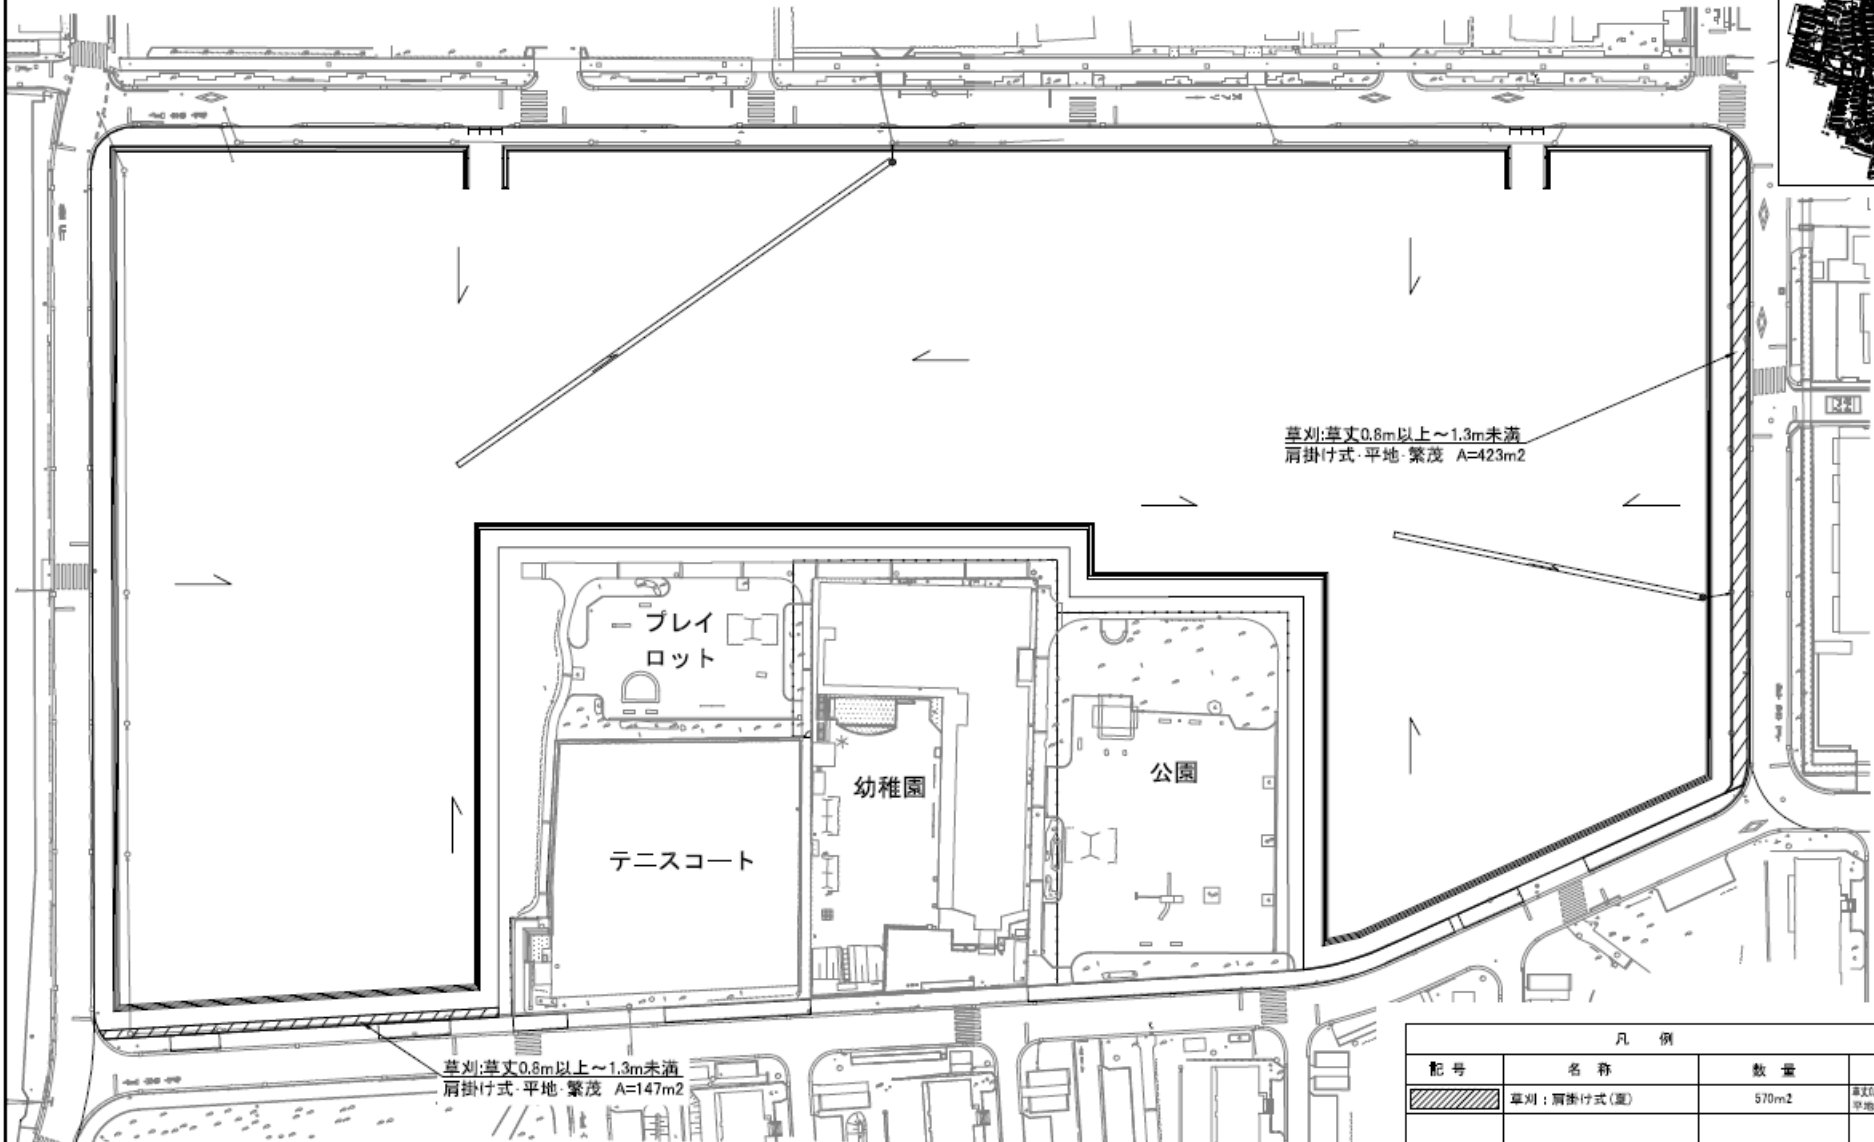 草刈:草丈0.8m以上～1.3m未満
肩掛け式・平地・繁茂 A=423m2
プレイ
ロット
幼稚園
公園
テニスコート
草刈:草丈0.8m以上～1.3m未満
肩掛け式・平地・繁茂 A=147m2
凡 例
記 号 名 称 数 量
草刈：肩掛け式(夏) 570m2
平地